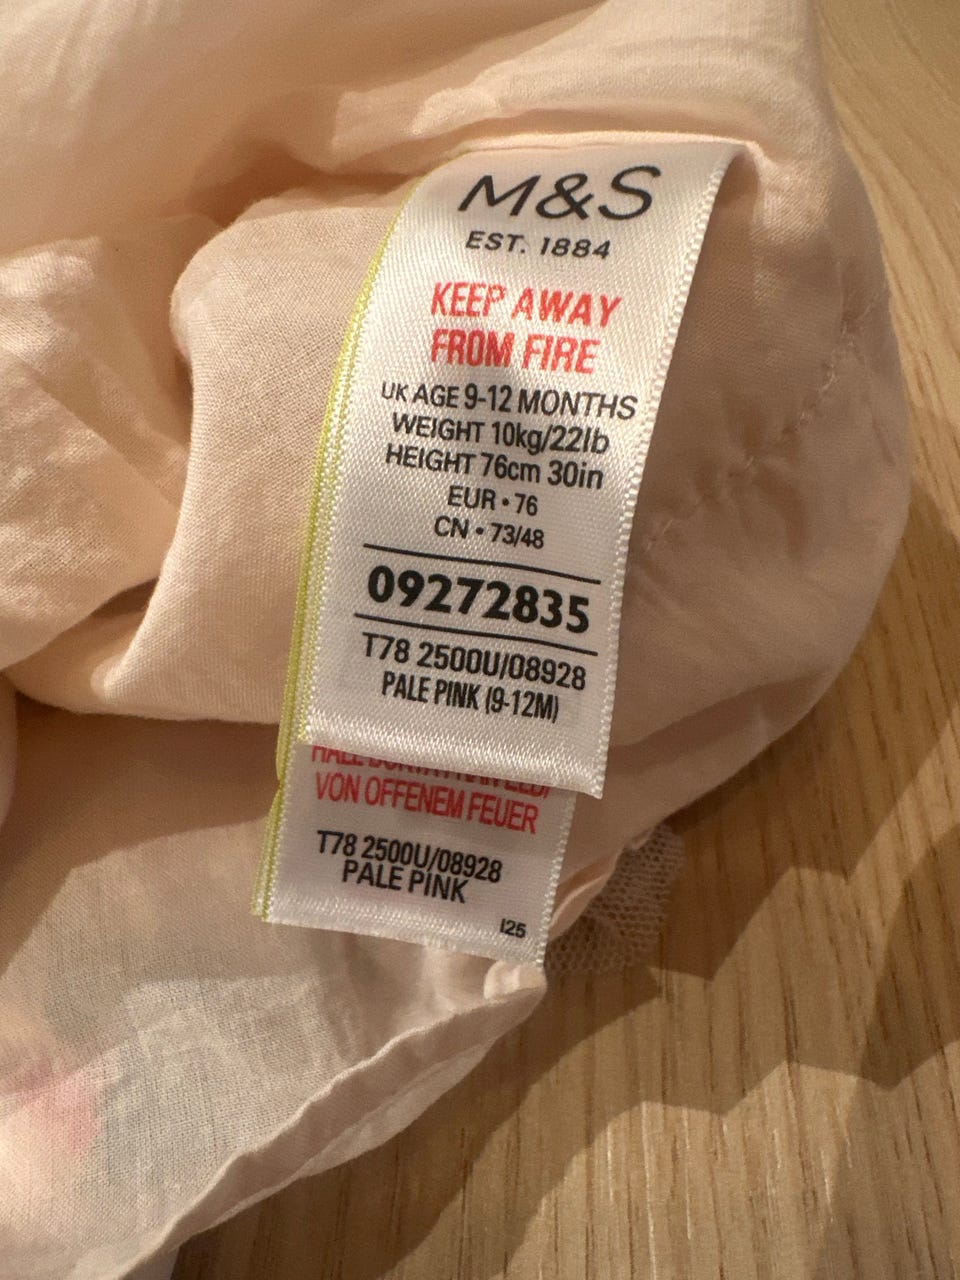 M&S
EST. 1884
KEEP AWAY
FROM FIRE
UK AGE 9-12 MONTHS
WEIGHT 10kg/22lb
HEIGHT 76cm 30in
EUR • 76
CN • 73/48
09272835
T78 2500U/08928
PALE PINK (9-12M)
VON OFFENEM FEUER
T78 2500U/08928
PALE PINK
I25